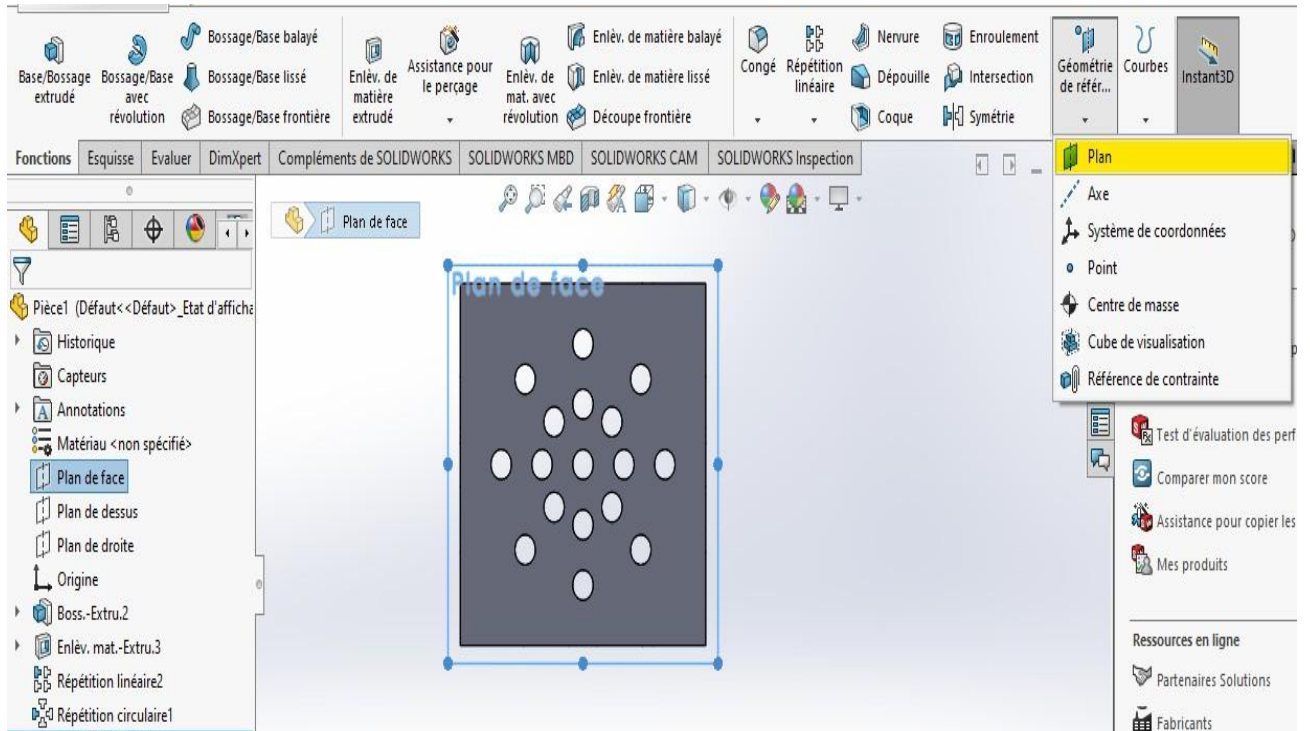 Base/Bossage extrudé
Bossage/Base avec révolution
Bossage/Base balayé
Bossage/Base lissé
Bossage/Base frontière
Enlèv. de matière extrudé
Assistance pour le perçage
Enlèv. de mat. avec révolution
Enlèv. de matière balayé
Enlèv. de matière lissé
Découpe frontière
Congé
Répétition linéaire
Nervure
Dépouille
Coque
Enroulement
Intersection
Symétrie
Géométrie de référ...
Courbes
Instant3D
Fonctions Esquisse Evaluer DimXpert Compléments de SOLIDWORKS SOLIDWORKS MBD SOLIDWORKS CAM SOLIDWORKS Inspection
Plan
Axe
Système de coordonnées
Point
Centre de masse
Cube de visualisation
Référence de contrainte
Plan de face
Plan de face
Pièce1 (Défaut<<Défaut>_Etat d'afficha
Historique
Capteurs
Annotations
Matériau <non spécifié>
Plan de face
Plan de dessus
Plan de droite
Origine
Boss.-Extru.2
Enlèv. mat.-Extru.3
Répétition linéaire2
Répétition circulaire1
Test d'évaluation des perf
Comparer mon score
Assistance pour copier les
Mes produits
Ressources en ligne
Partenaires Solutions
Fabricants